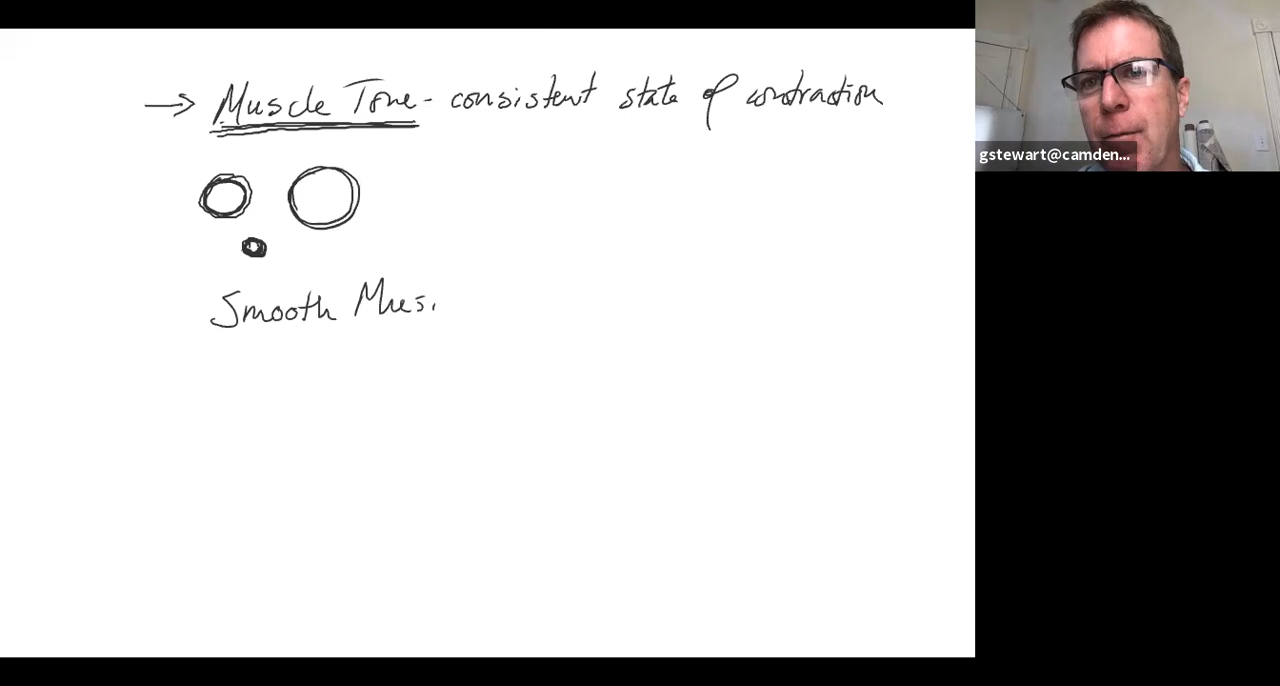 → Muscle Tone - consistent state of contraction
Smooth Mus.
gstewart@camden...